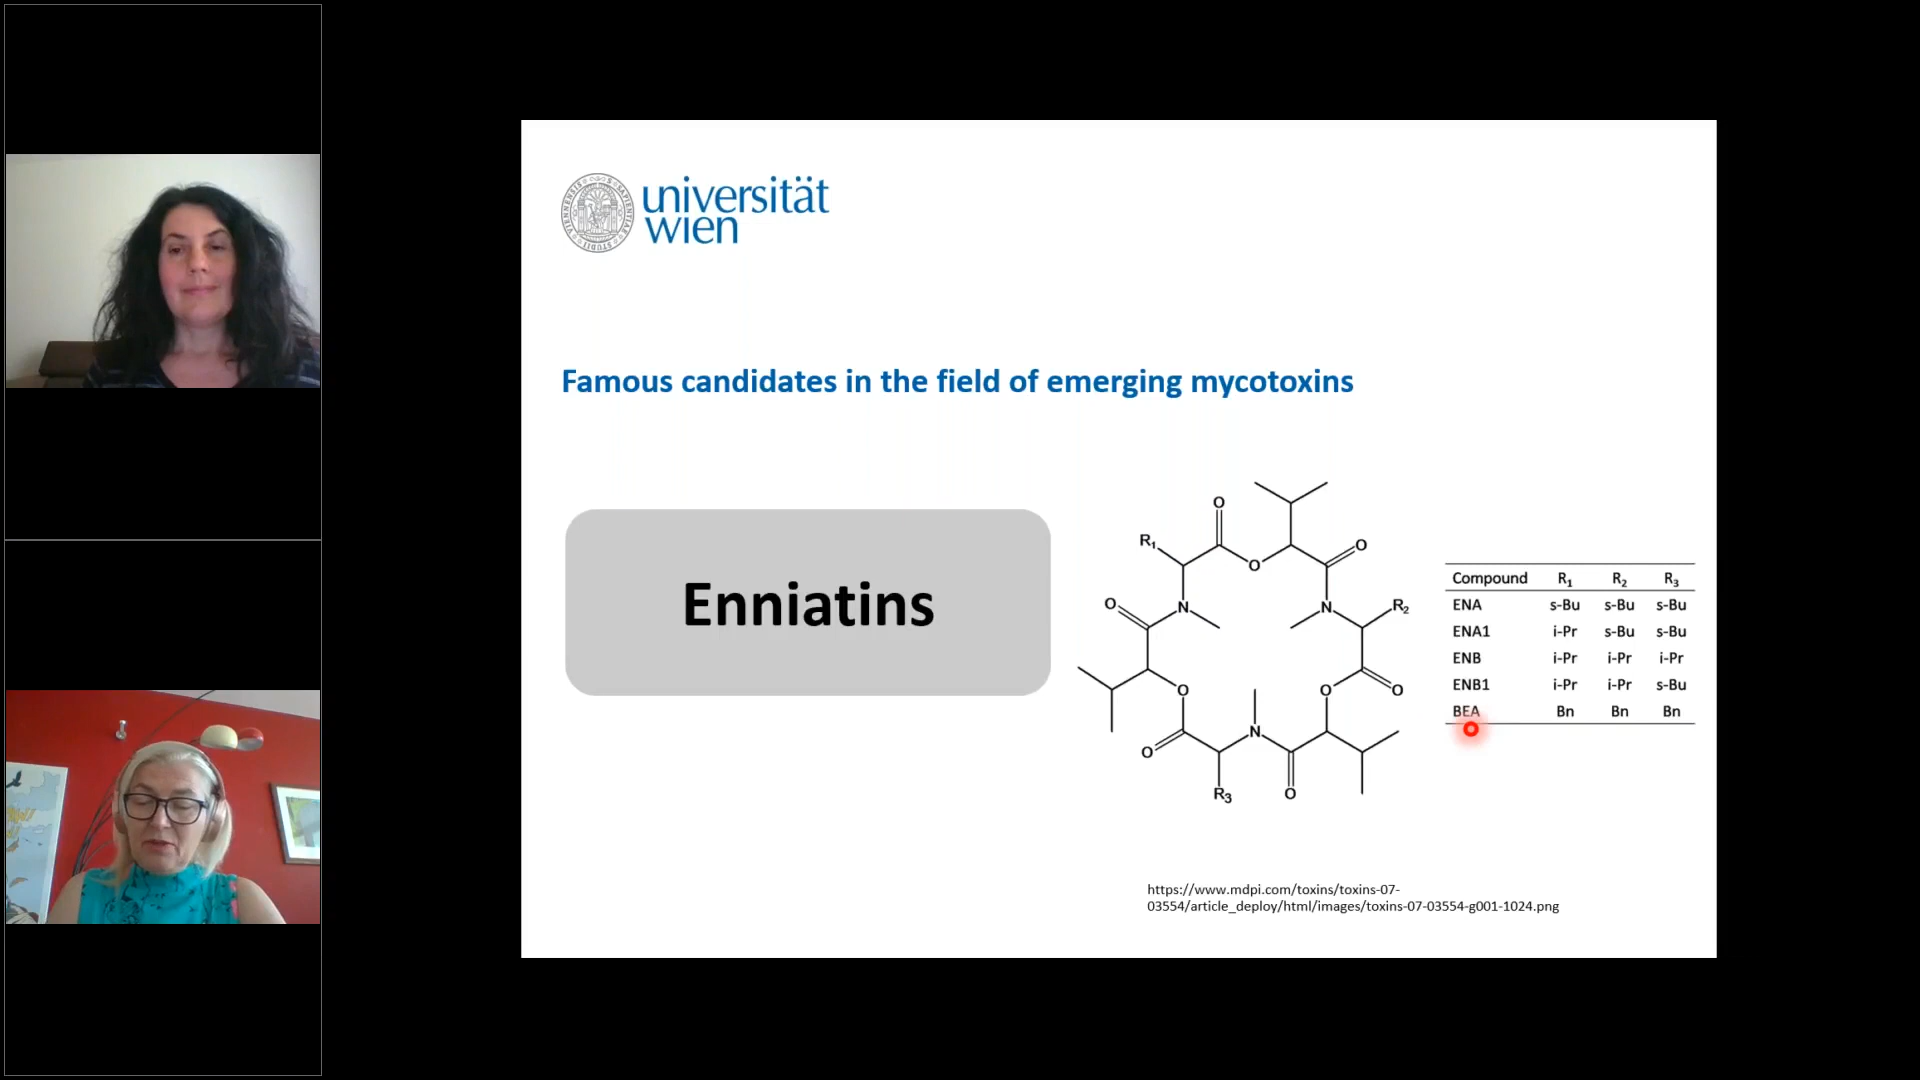 universität
wien
Famous candidates in the field of emerging mycotoxins
Enniatins
O
O
R1
O
O
N
N
R2
O
O
O
O
N
O
R3
O
Compound R1 R2 R3
ENA s-Bu s-Bu s-Bu
ENA1 i-Pr s-Bu s-Bu
ENB i-Pr i-Pr i-Pr
ENB1 i-Pr i-Pr s-Bu
BEA Bn Bn Bn
https://www.mdpi.com/toxins/toxins-07-
03554/article_deploy/html/images/toxins-07-03554-g001-1024.png